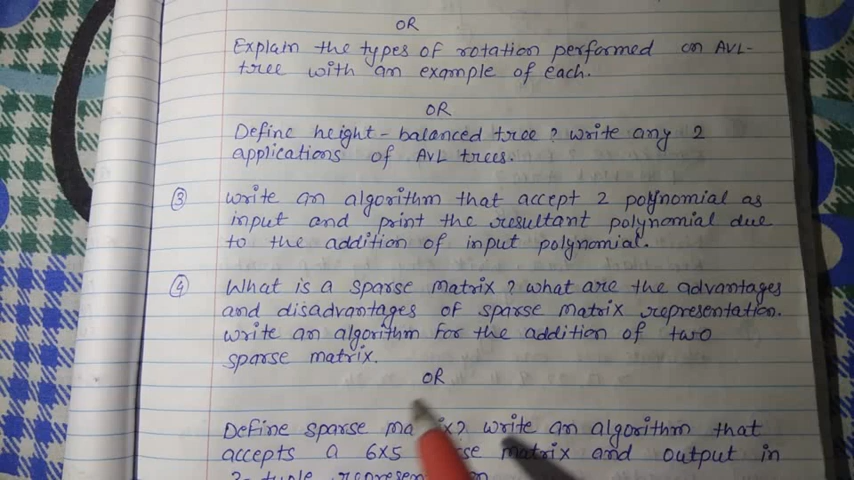 OR
Explain the types of rotation performed on AVL-
tree with an example of each.
OR
Define height-balanced tree? Write any 2
applications of AVL trees.
③ Write an algorithm that accept 2 polynomial as
input and print the resultant polynomial due
to the addition of input polynomial.
④ What is a sparse matrix? what are the advantages
and disadvantages of sparse matrix representation.
Write an algorithm for the addition of two
sparse matrix.
OR
Define sparse write an algorithm that
accepts a 6x5 matrix and output in